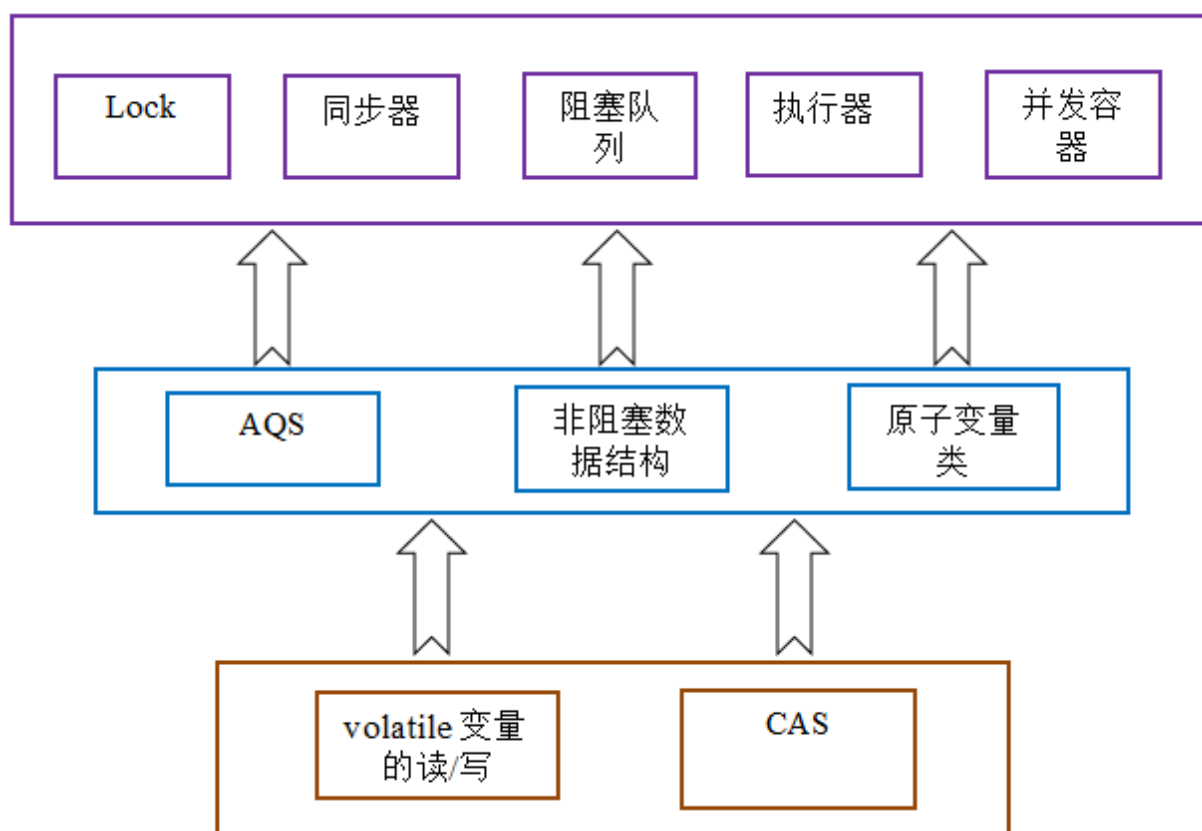 Lock
同步器
阻塞队
列
执行器
并发容
器
AQS
非阻塞数
据结构
原子变量
类
volatile 变量
的读/写
CAS